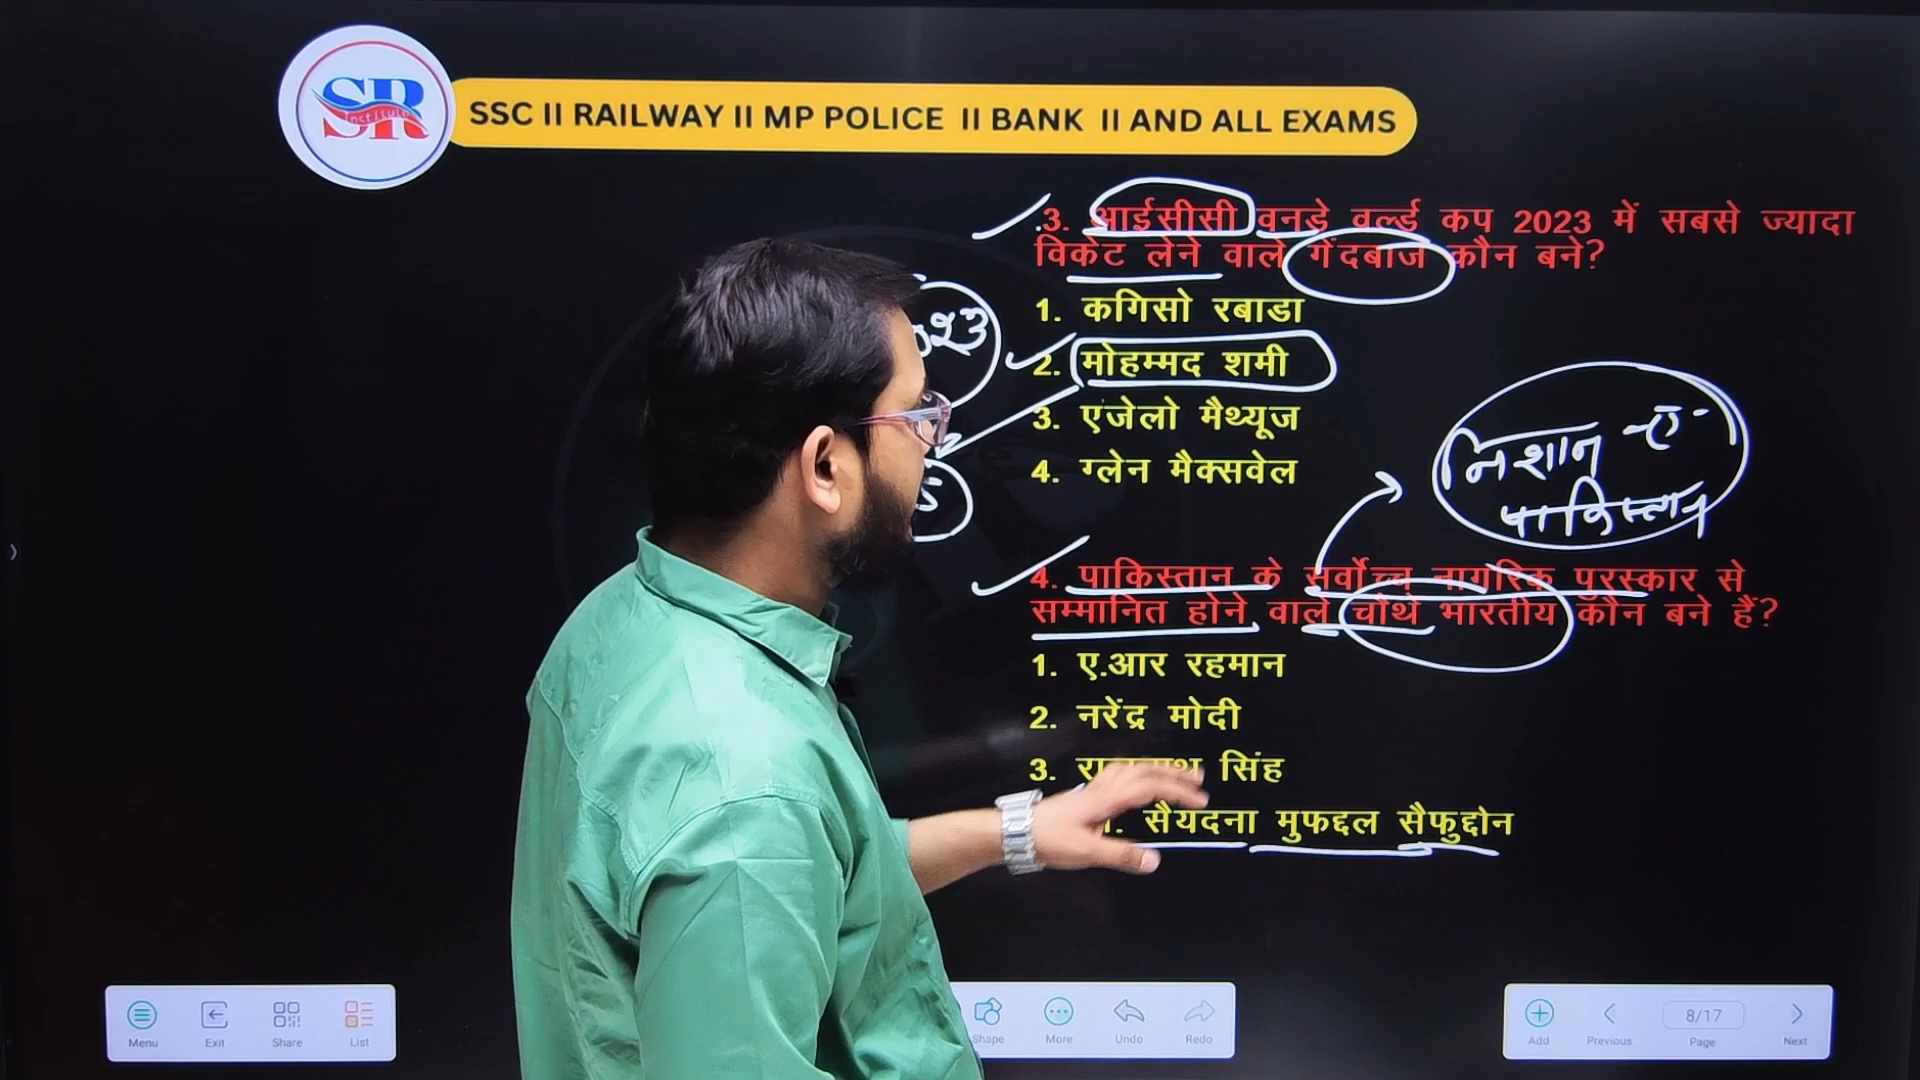 SR
Institute
SSC II RAILWAY II MP POLICE II BANK II AND ALL EXAMS
.3. आईसीसी वनडे वर्ल्ड कप 2023 में सबसे ज्यादा
विकेट लेने वाले गेंदबाज कौन बने?
1. कगिसो रबाडा
2. मोहम्मद शमी
3. एजेलो मैथ्यूज
4. ग्लेन मैक्सवेल
निशान-ए-
पाकिस्तान
4. पाकिस्तान के सर्वोच्च नागरिक पुरस्कार से
सम्मानित होने वाले चौथे भारतीय कौन बने हैं?
1. ए.आर रहमान
2. नरेंद्र मोदी
3. सिंह
सैयदना मुफद्दल सैफुद्दोन
Menu Exit Share List
Shape More Undo Redo
Add Previous 8/17 Page Next